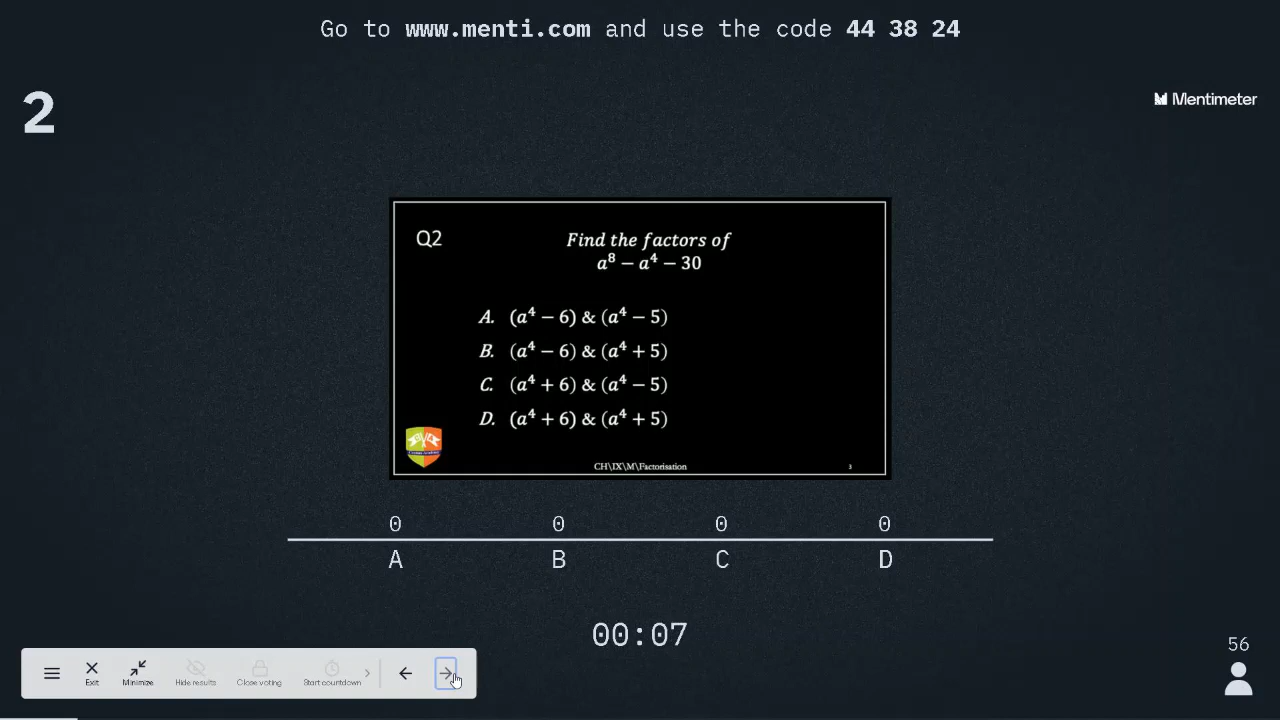 Go to www.menti.com and use the code 44 38 24
2
Mentimeter
Q2
Find the factors of
a⁸ − a⁴ − 30
A. (a⁴ − 6) & (a⁴ − 5)
B. (a⁴ − 6) & (a⁴ + 5)
C. (a⁴ + 6) & (a⁴ − 5)
D. (a⁴ + 6) & (a⁴ + 5)
CH\IX\M\Factorisation
3
0 0 0 0
A B C D
00:07
56
Exit Minimize Hide results Close voting Start countdown